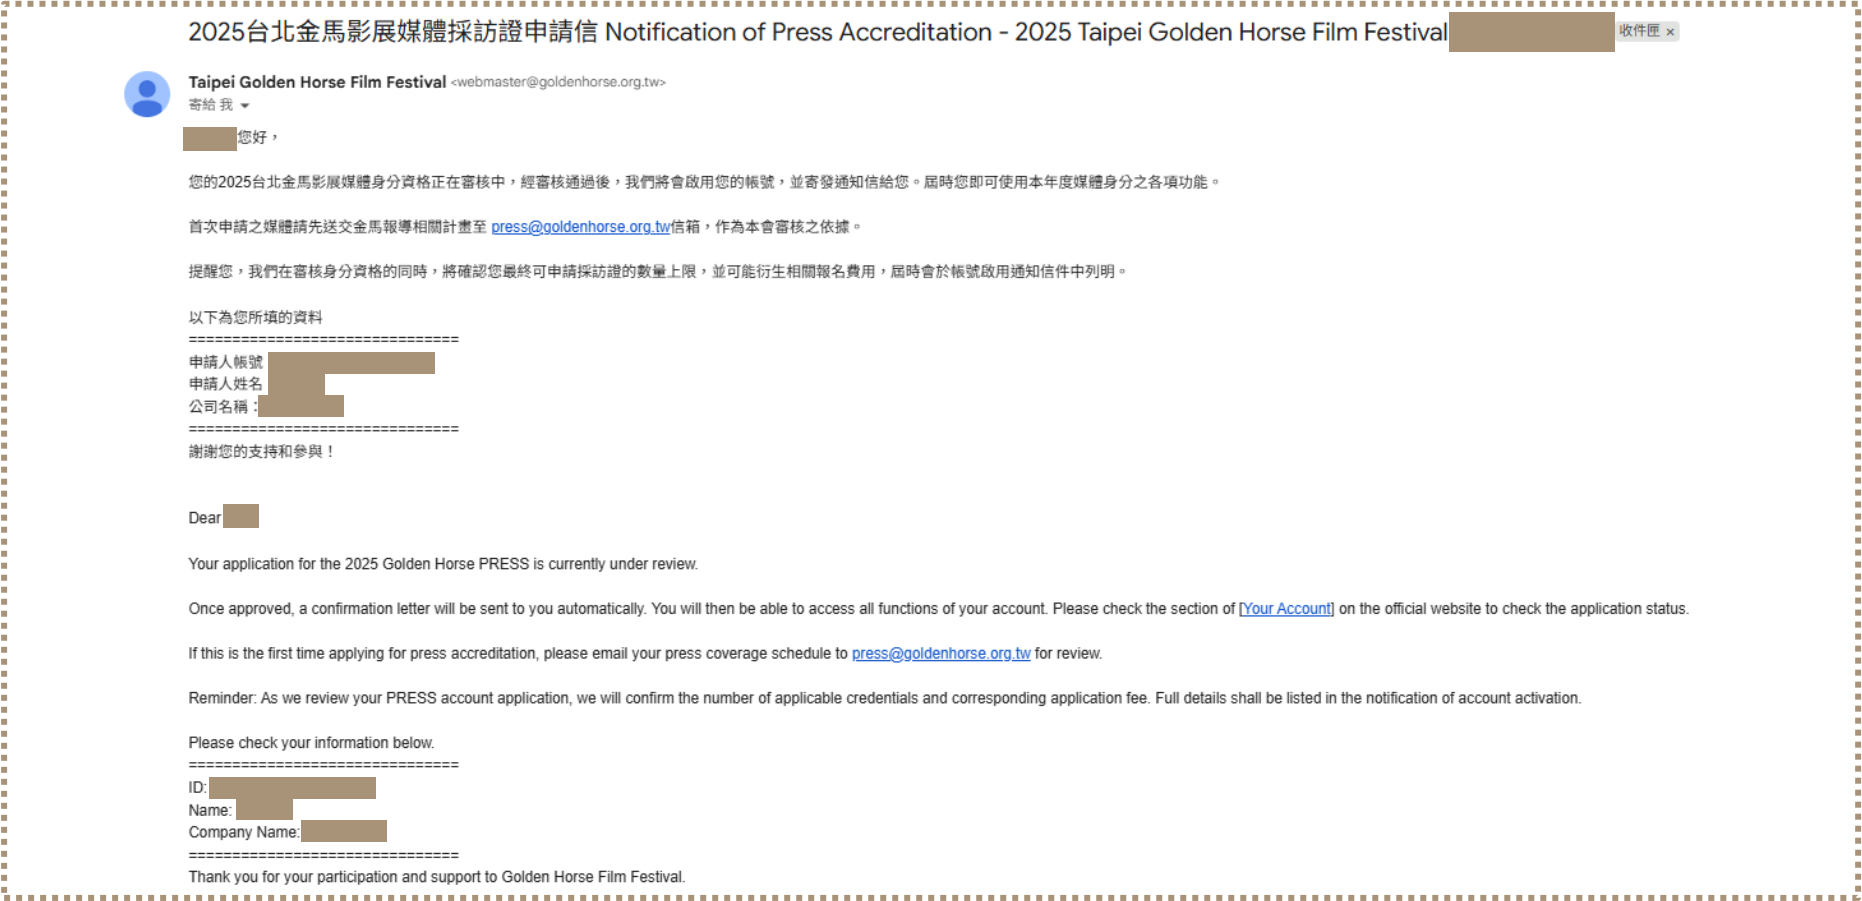 2025台北金馬影展媒體採訪證申請信 Notification of Press Accreditation - 2025 Taipei Golden Horse Film Festival 收件匣 ×
Taipei Golden Horse Film Festival <webmaster@goldenhorse.org.tw>
寄給 我
您好，
您的2025台北金馬影展媒體身分資格正在審核中，經審核通過後，我們將會啟用您的帳號，並寄發通知信給您。屆時您即可使用本年度媒體身分之各項功能。
首次申請之媒體請先送交金馬報導相關計畫至 press@goldenhorse.org.tw信箱，作為本會審核之依據。
提醒您，我們在審核身分資格的同時，將確認您最終可申請採訪證的數量上限，並可能衍生相關報名費用，屆時會於帳號啟用通知信件中列明。
以下為您所填的資料
===============================
申請人帳號
申請人姓名
公司名稱：
===============================
謝謝您的支持和參與！
Dear
Your application for the 2025 Golden Horse PRESS is currently under review.
Once approved, a confirmation letter will be sent to you automatically. You will then be able to access all functions of your account. Please check the section of [Your Account] on the official website to check the application status.
If this is the first time applying for press accreditation, please email your press coverage schedule to press@goldenhorse.org.tw for review.
Reminder: As we review your PRESS account application, we will confirm the number of applicable credentials and corresponding application fee. Full details shall be listed in the notification of account activation.
Please check your information below.
===============================
ID:
Name:
Company Name:
===============================
Thank you for your participation and support to Golden Horse Film Festival.